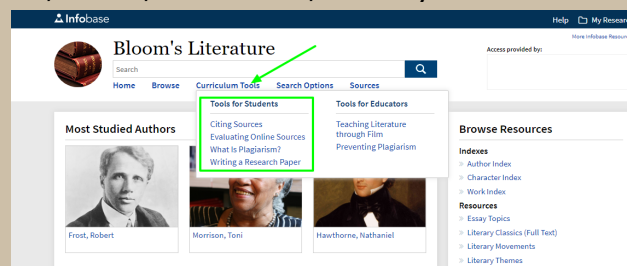 Infobase
Help My Resear
More Infobase Resour
Bloom's Literature
Access provided by:
Search
Home Browse Curriculum Tools Search Options Sources
Tools for Students Tools for Educators
Citing Sources
Evaluating Online Sources
What Is Plagiarism?
Writing a Research Paper
Teaching Literature
through Film
Preventing Plagiarism
Most Studied Authors
Frost, Robert
Morrison, Toni
Hawthorne, Nathaniel
Browse Resources
Indexes
» Author Index
» Character Index
» Work Index
Resources
» Essay Topics
» Literary Classics (Full Text)
» Literary Movements
» Literary Themes